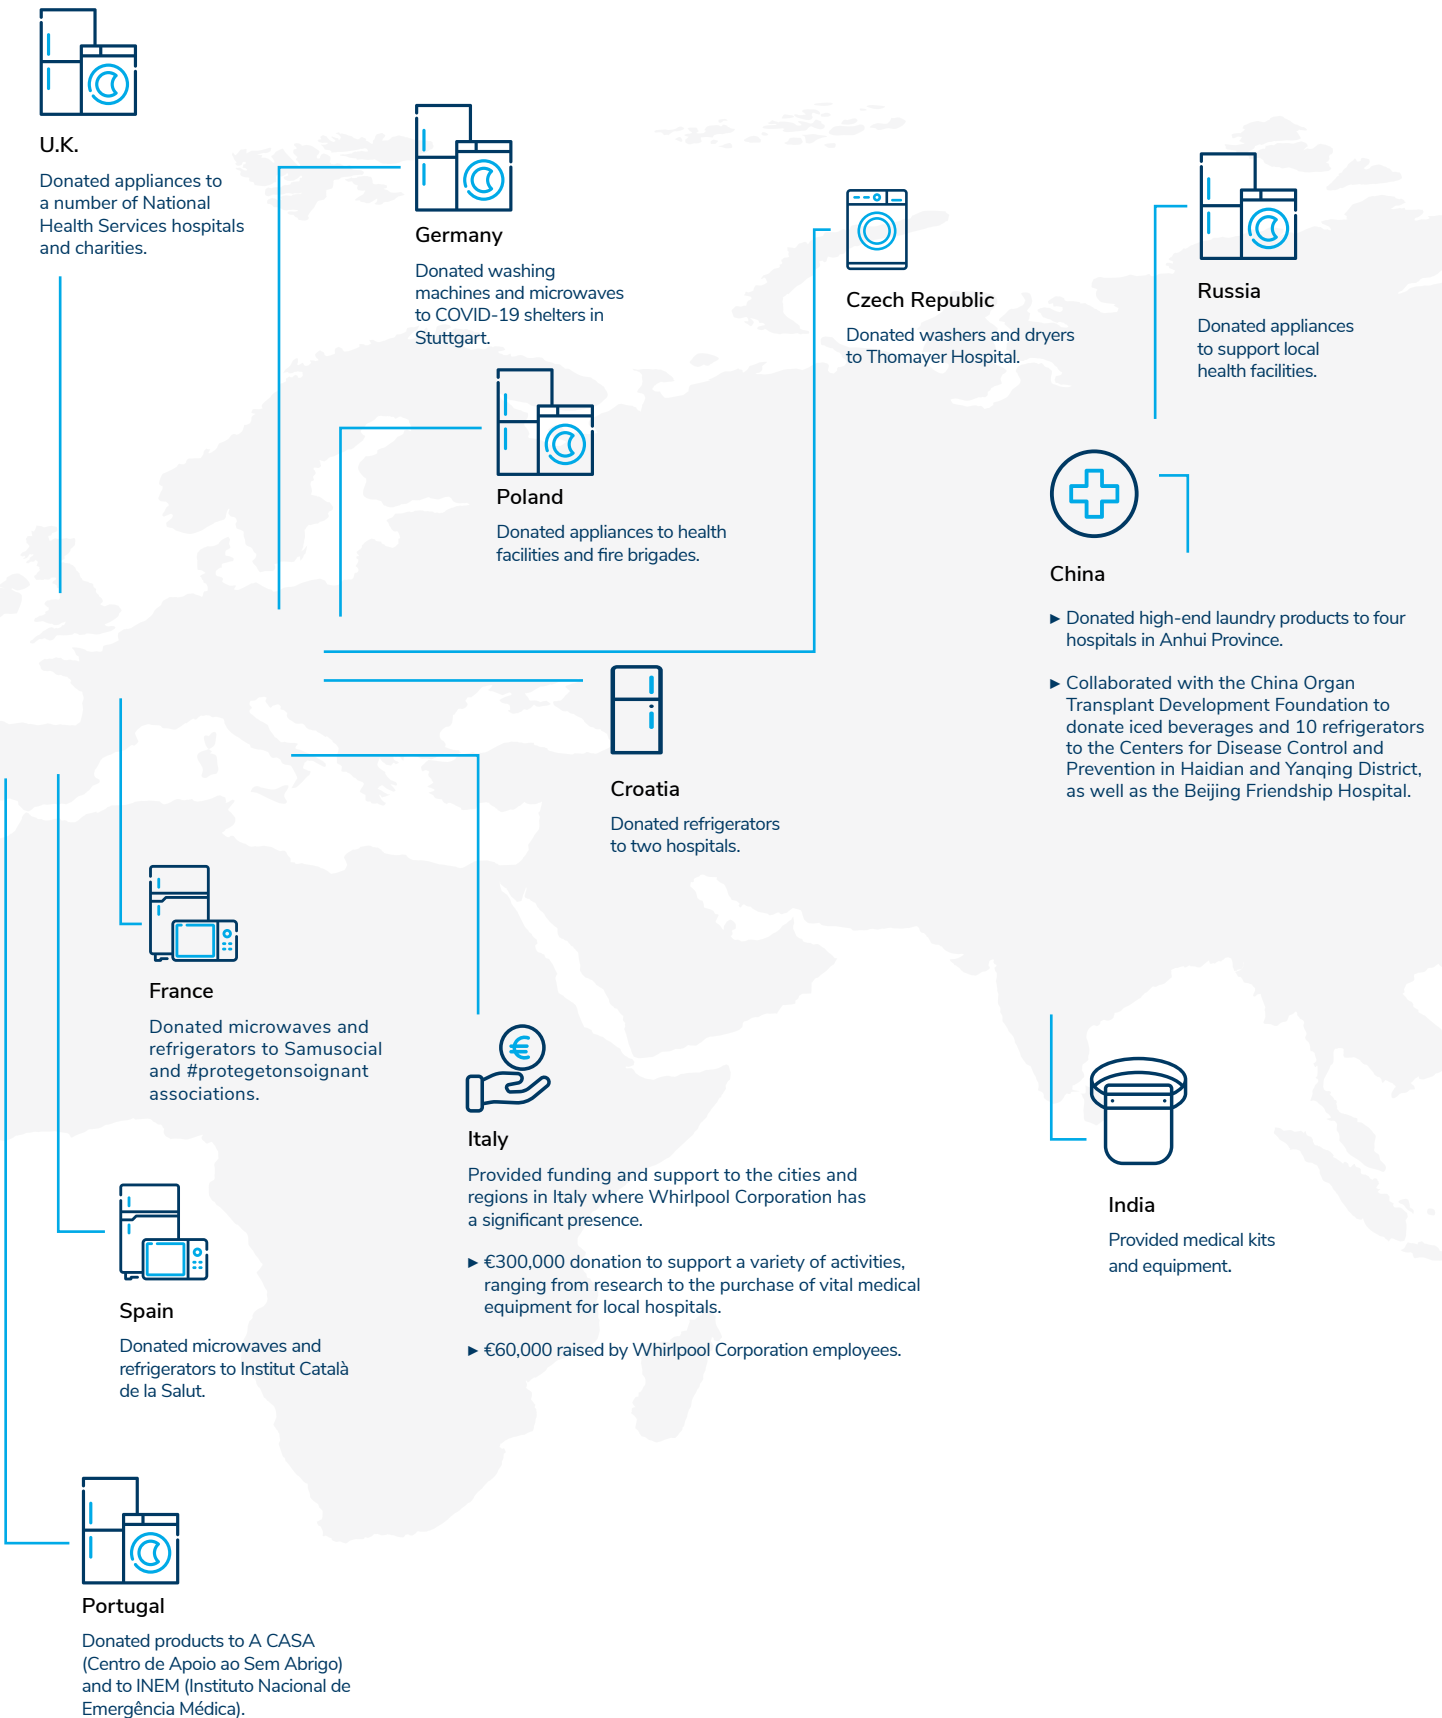 U.K.
Donated appliances to
a number of National
Health Services hospitals
and charities.
Germany
Donated washing
machines and microwaves
to COVID-19 shelters in
Stuttgart.
Czech Republic
Donated washers and dryers
to Thomayer Hospital.
Russia
Donated appliances
to support local
health facilities.
Poland
Donated appliances to health
facilities and fire brigades.
China
► Donated high-end laundry products to four
hospitals in Anhui Province.
► Collaborated with the China Organ
Transplant Development Foundation to
donate iced beverages and 10 refrigerators
to the Centers for Disease Control and
Prevention in Haidian and Yanqing District,
as well as the Beijing Friendship Hospital.
Croatia
Donated refrigerators
to two hospitals.
France
Donated microwaves and
refrigerators to Samusocial
and #protegetonsoignant
associations.
€
Italy
Provided funding and support to the cities and
regions in Italy where Whirlpool Corporation has
a significant presence.
► €300,000 donation to support a variety of activities,
ranging from research to the purchase of vital medical
equipment for local hospitals.
► €60,000 raised by Whirlpool Corporation employees.
India
Provided medical kits
and equipment.
Spain
Donated microwaves and
refrigerators to Institut Català
de la Salut.
Portugal
Donated products to A CASA
(Centro de Apoio ao Sem Abrigo)
and to INEM (Instituto Nacional de
Emergência Médica).